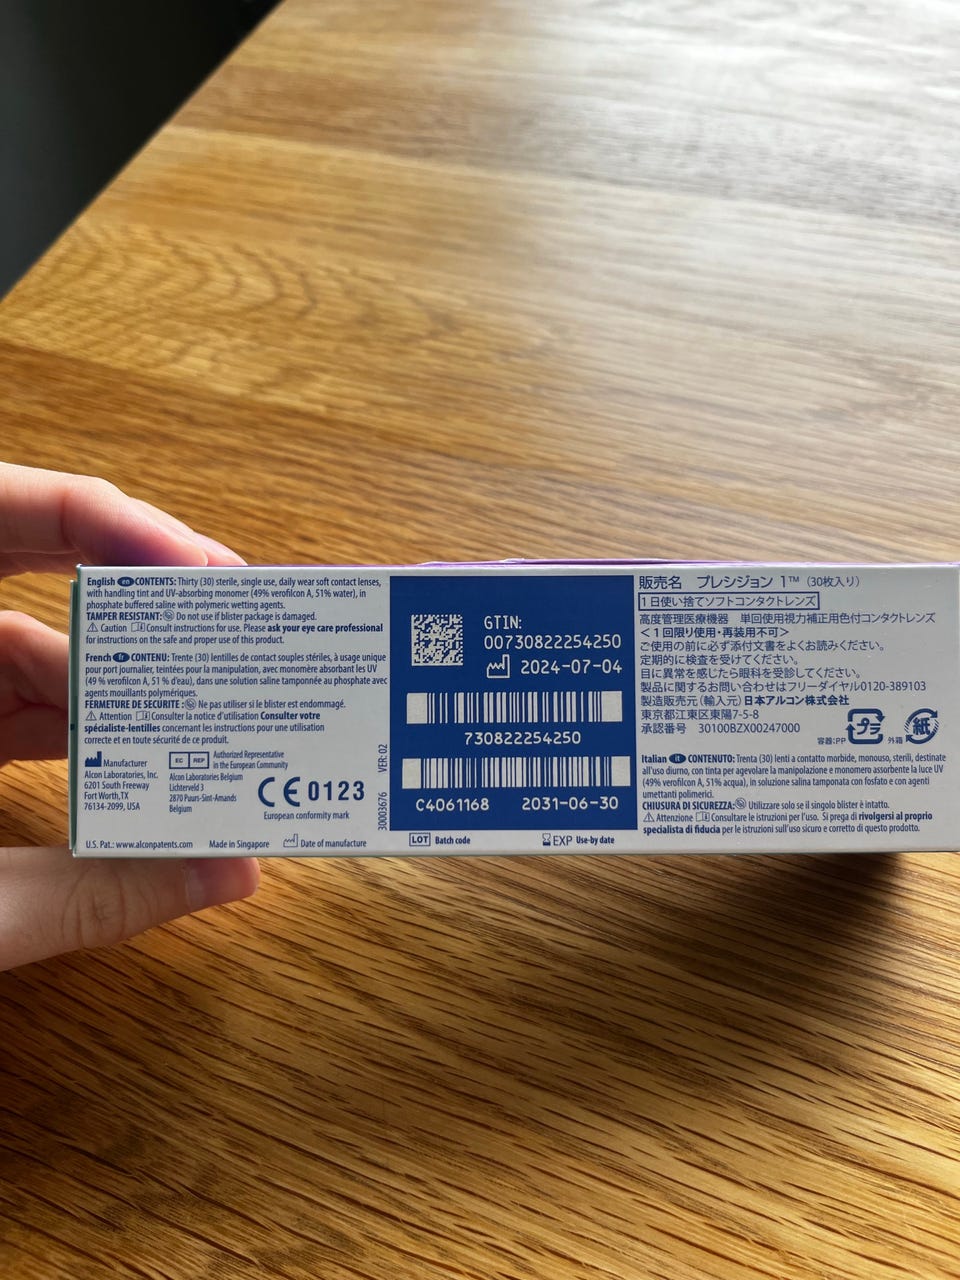 English en CONTENTS: Thirty (30) sterile, single use, daily wear soft contact lenses,
with handling tint and UV-absorbing monomer (49% verofilcon A, 51% water), in
phosphate buffered saline with polymeric wetting agents.
TAMPER RESISTANT: Do not use if blister package is damaged.
Caution Consult instructions for use. Please ask your eye care professional
for instructions on the safe and proper use of this product.
French fr CONTENU: Trente (30) lentilles de contact souples stériles, à usage unique
pour port journalier, teintées pour la manipulation, avec monomère absorbant les UV
(49 % verofilcon A, 51 % d'eau), dans une solution saline tamponnée au phosphate avec
agents mouillants polymériques.
FERMETURE DE SECURITE : Ne pas utiliser si le blister est endommagé.
Attention Consulter la notice d'utilisation Consulter votre
spécialiste-lentilles concernant les instructions pour une utilisation
correcte et en toute sécurité de ce produit.
Manufacturer
Alcon Laboratories, Inc.
6201 South Freeway
Fort Worth, TX
76134-2099, USA
EC REP Authorized Representative
in the European Community
Alcon Laboratories Belgium
Lichterveld 3
2870 Puurs-Sint-Amands
Belgium
CE 0123
European conformity mark
U.S. Pat.: www.alconpatents.com
Made in Singapore
Date of manufacture
30003676 VER: 02
GTIN:
00730822254250
2024-07-04
730822254250
C4061168 2031-06-30
LOT Batch code
EXP Use-by date
販売名 プレシジョン 1™ (30枚入り)
1日使い捨てソフトコンタクトレンズ
高度管理医療機器 単回使用視力補正用色付コンタクトレンズ
<1回限り使用・再装用不可>
ご使用の前に必ず添付文書をよくお読みください。
定期的に検査を受けてください。
目に異常を感じたら眼科を受診してください。
製品に関するお問い合わせはフリーダイヤル0120-389103
製造販売元(輸入元)日本アルコン株式会社
東京都江東区東陽7-5-8
承認番号 30100BZX00247000
容器:PP プラ 外箱 紙
Italian it CONTENUTO: Trenta (30) lenti a contatto morbide, monouso, sterili, destinate
all'uso diurno, con tinta per agevolare la manipolazione e monomero assorbente la luce UV
(49% verofilcon A, 51% acqua), in soluzione salina tamponata con fosfato e con agenti
umettanti polimerici.
CHIUSURA DI SICUREZZA: Utilizzare solo se il singolo blister è intatto.
Attenzione Consultare le istruzioni per l'uso. Si prega di rivolgersi al proprio
specialista di fiducia per le istruzioni sull'uso sicuro e corretto di questo prodotto.